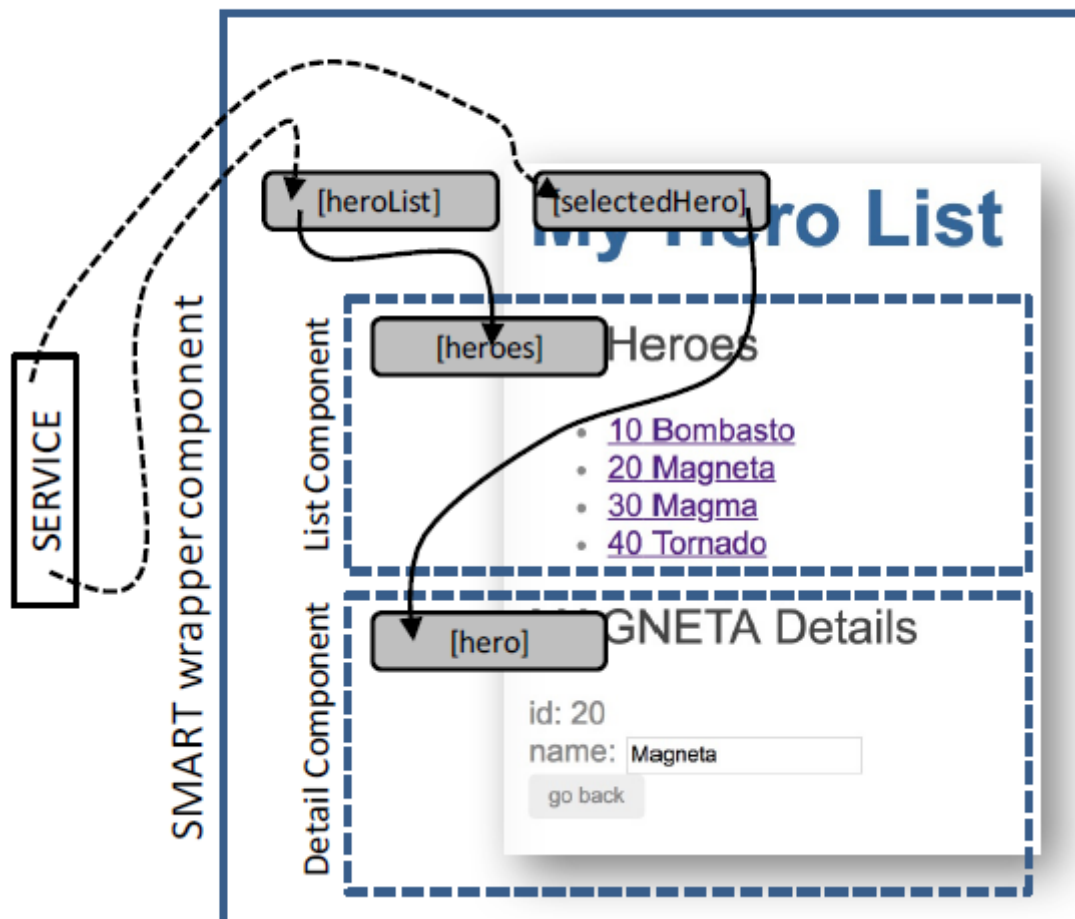 SERVICE
SMART wrapper component
[heroList]
[selectedHero]
My Hero List
List Component
[heroes]
Heroes
10 Bombasto
20 Magneta
30 Magma
40 Tornado
Detail Component
[hero]
GNETA Details
id: 20
name: Magneta
go back